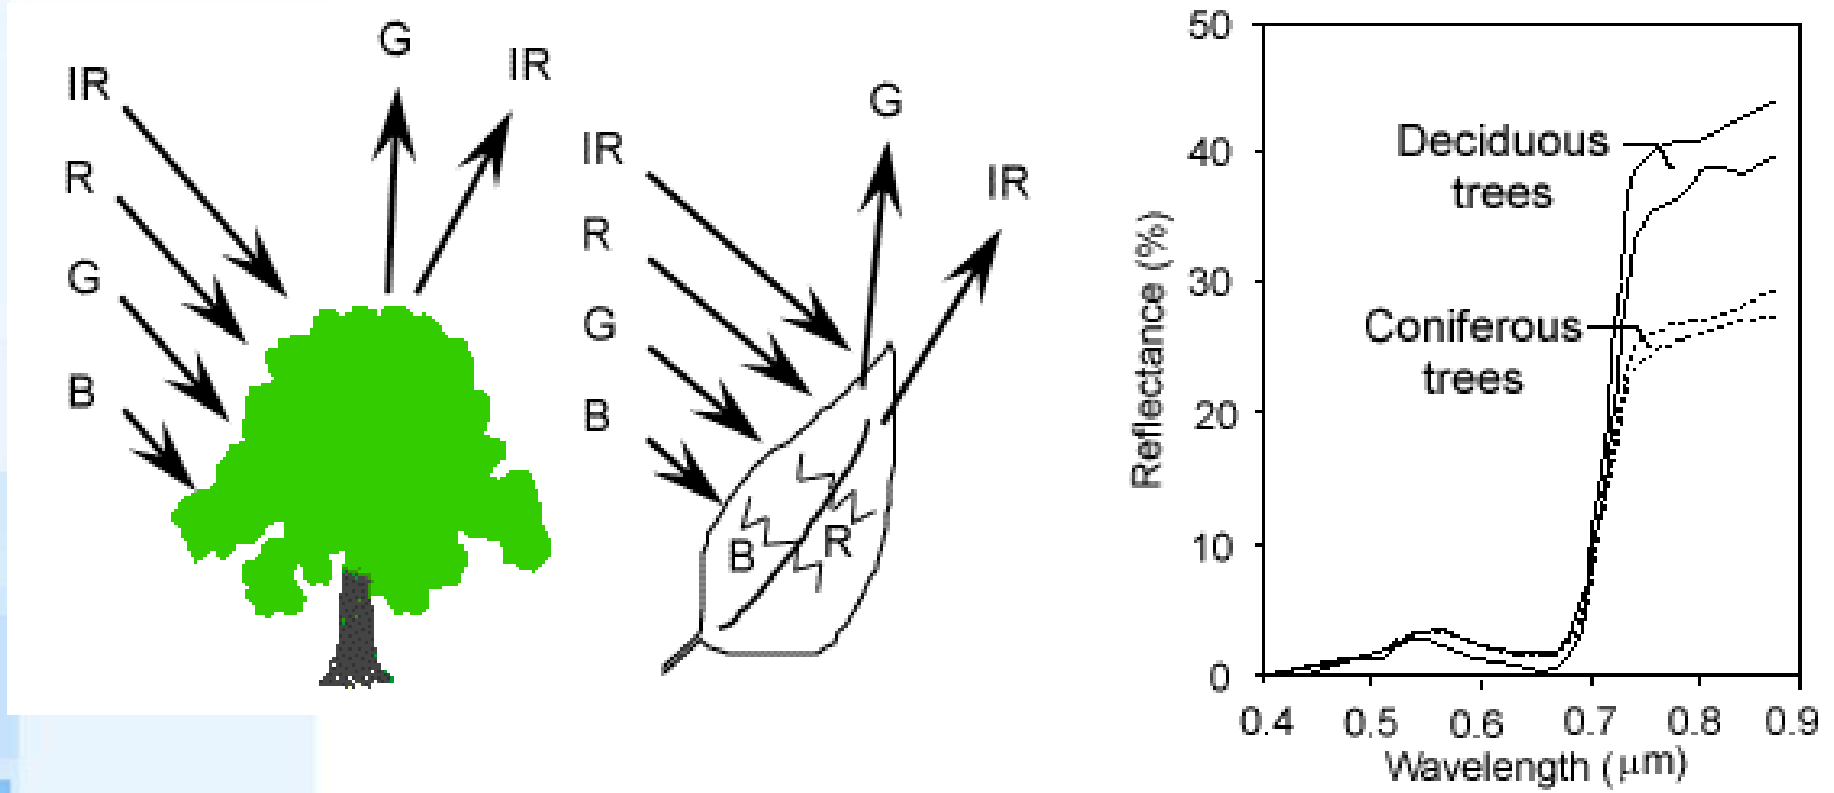 G
IR
IR
R
G
B
G
IR
IR
R
G
B
B
R
50
40
30
20
10
0
Reflectance (%)
Deciduous
trees
Coniferous
trees
0.4 0.5 0.6 0.7 0.8 0.9
Wavelength (μm)